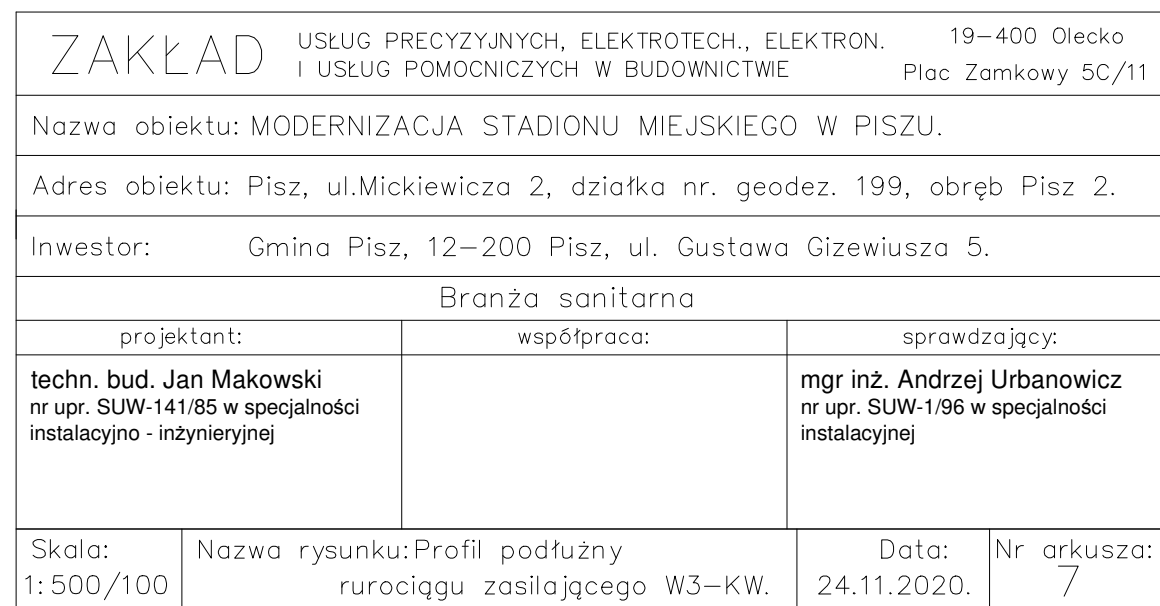 ZAKŁAD USŁUG PRECYZYJNYCH, ELEKTROTECH., ELEKTRON.
I USŁUG POMOCNICZYCH W BUDOWNICTWIE
19-400 Olecko
Plac Zamkowy 5C/11
Nazwa obiektu: MODERNIZACJA STADIONU MIEJSKIEGO W PISZU.
Adres obiektu: Pisz, ul.Mickiewicza 2, działka nr. geodez. 199, obręb Pisz 2.
Inwestor: Gmina Pisz, 12-200 Pisz, ul. Gustawa Gizewiusza 5.
Branża sanitarna
projektant:
techn. bud. Jan Makowski
nr upr. SUW-141/85 w specjalności
instalacyjno - inżynieryjnej
współpraca:
sprawdzający:
mgr inż. Andrzej Urbanowicz
nr upr. SUW-1/96 w specjalności
instalacyjnej
Skala:
1:500/100
Nazwa rysunku:Profil podłużny
rurociągu zasilającego W3-KW.
Data:
24.11.2020.
Nr arkusza:
7